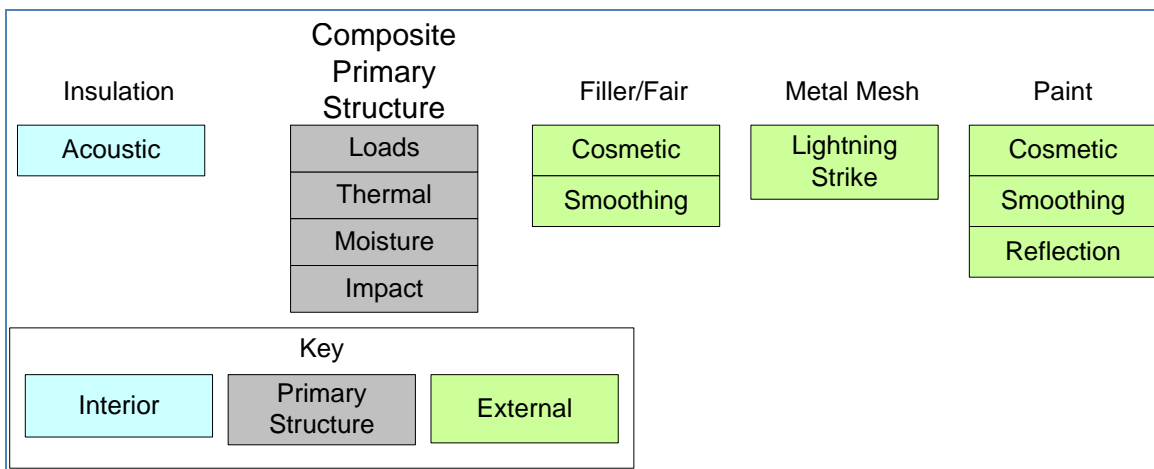 Insulation
Acoustic
Composite
Primary
Structure
Loads
Thermal
Moisture
Impact
Filler/Fair
Cosmetic
Smoothing
Metal Mesh
Lightning
Strike
Paint
Cosmetic
Smoothing
Reflection
Key
Interior
Primary
Structure
External